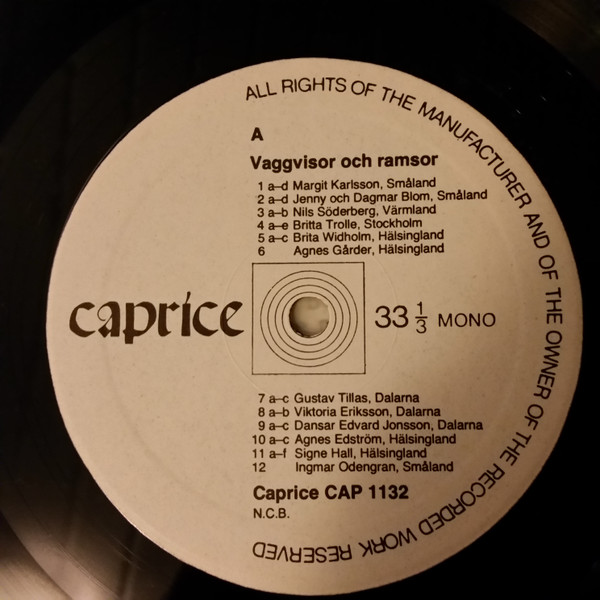 ALL RIGHTS OF THE MANUFACTURER AND OF THE OWNER OF THE RECORDED WORK RESERVED
A
Vaggvisor och ramsor
1 a–d Margit Karlsson, Småland
2 a–d Jenny och Dagmar Blom, Småland
3 a–b Nils Söderberg, Värmland
4 a–e Britta Trolle, Stockholm
5 a–c Brita Widholm, Hälsingland
6 Agnes Gårder, Hälsingland
caprice
33 1/3 MONO
7 a–c Gustav Tillas, Dalarna
8 a–b Viktoria Eriksson, Dalarna
9 a–c Dansar Edvard Jonsson, Dalarna
10 a–c Agnes Edström, Hälsingland
11 a–f Signe Hall, Hälsingland
12 Ingmar Odengran, Småland
Caprice CAP 1132
N.C.B.